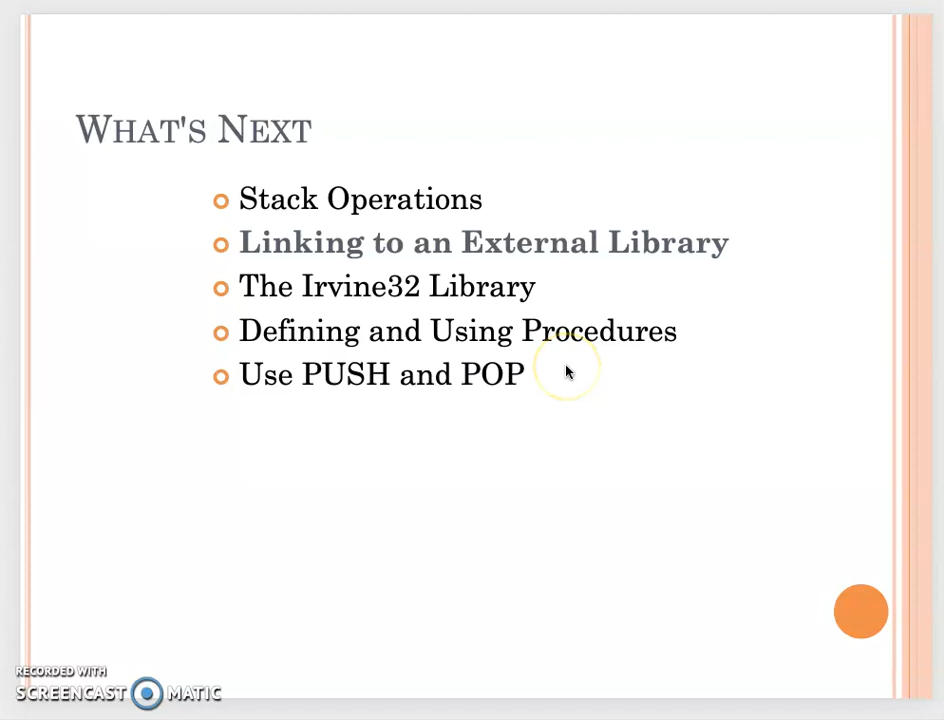 What's Next
Stack Operations
Linking to an External Library
The Irvine32 Library
Defining and Using Procedures
Use PUSH and POP
RECORDED WITH
SCREENCAST MATIC